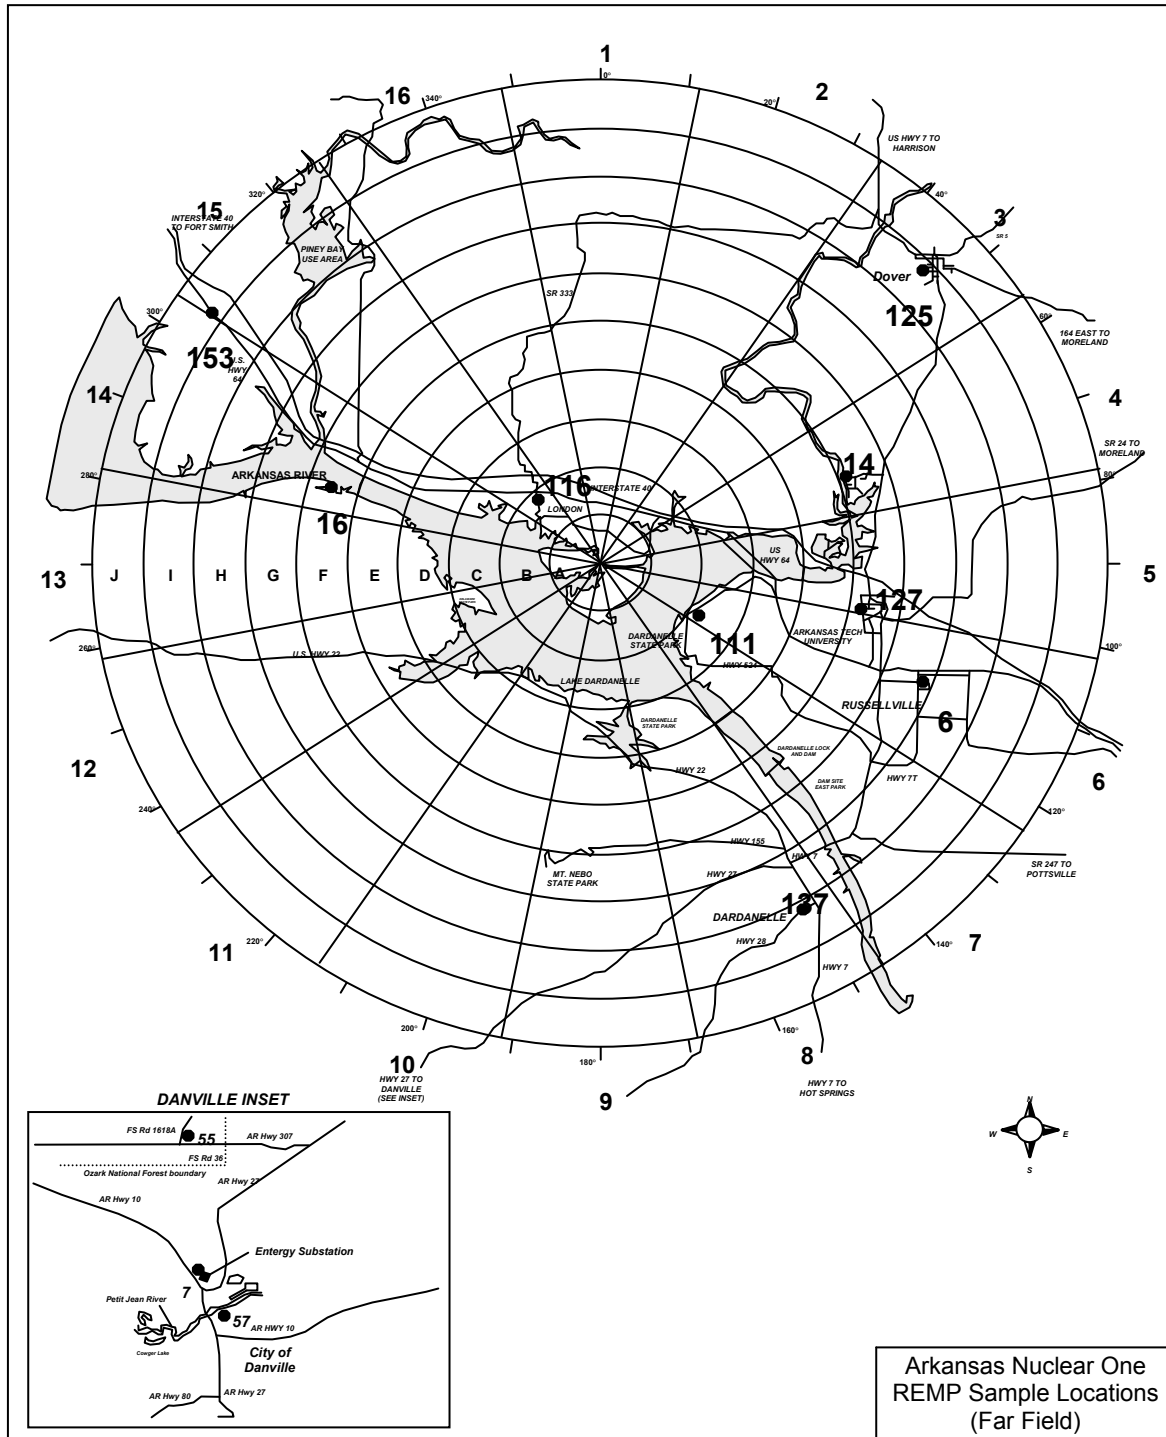 1
0°
16
340°
20°
2
US HWY 7 TO
HARRISON
320°
40°
15
INTERSTATE 40
TO FORT SMITH
3
SR 5
PINEY BAY
USE AREA
Dover
SR 333
125
300°
60°
164 EAST TO
MORELAND
153
U.S.
HWY
64
14
4
SR 24 TO
MORELAND
280°
ARKANSAS RIVER
14
80°
116
INTERSTATE 40
LONDON
16
US
HWY 64
13
J I H G F E D C B A
5
127
ARKANSAS TECH
UNIVERSITY
DARDANELLE
STATE PARK
111
260°
U.S. HWY 22
HWY 521
100°
LAKE DARDANELLE
RUSSELLVILLE
6
DARDANELLE
STATE PARK
DARDANELLE LOCK
AND DAM
12
HWY 22
HWY 7T
6
DAM SITE
EAST PARK
240°
120°
HWY 155
HWY 7
SR 247 TO
POTTSVILLE
MT. NEBO
STATE PARK
HWY 27
137
DARDANELLE
11
220°
HWY 28
140°
7
HWY 7
200°
160°
180°
10
HWY 27 TO
DANVILLE
(SEE INSET)
9
8
HWY 7 TO
HOT SPRINGS
N
W E
S
DANVILLE INSET
FS Rd 1618A
55
AR Hwy 307
FS Rd 36
Ozark National Forest boundary
AR Hwy 27
AR Hwy 10
Entergy Substation
7
Petit Jean River
57
AR HWY 10
Cowger Lake
City of
Danville
AR Hwy 80
AR Hwy 27
Arkansas Nuclear One
REMP Sample Locations
(Far Field)